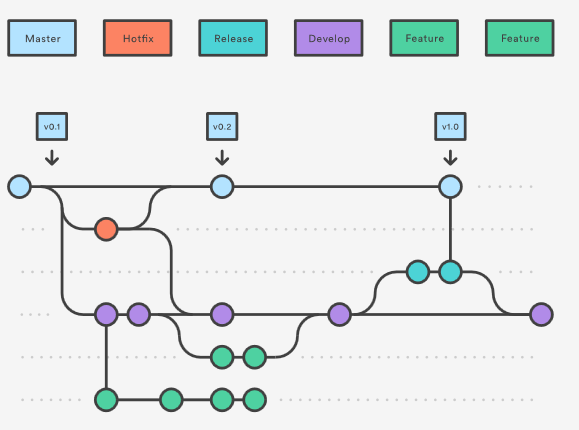 Master
Hotfix
Release
Develop
Feature
Feature
v0.1
v0.2
v1.0